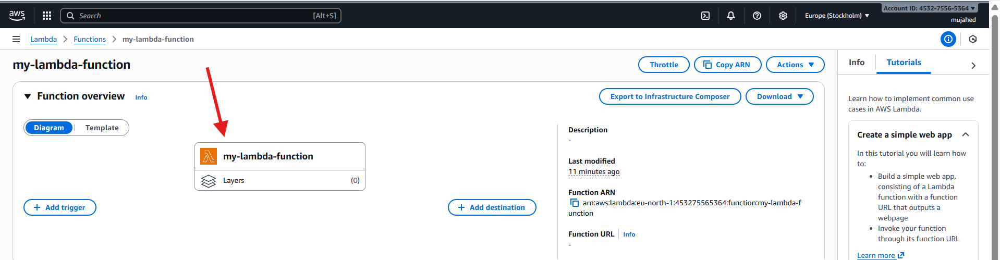 aws
Search [Alt+S]
Europe (Stockholm)
Account ID: 4532-7556-5364
mujahed
Lambda > Functions > my-lambda-function
my-lambda-function
Throttle
Copy ARN
Actions
Function overview Info
Export to Infrastructure Composer
Download
Diagram | Template
my-lambda-function
Layers (0)
+ Add trigger
+ Add destination
Description
-
Last modified
11 minutes ago
Function ARN
arn:aws:lambda:eu-north-1:453275565364:function:my-lambda-f
unction
Function URL | Info
-
Info
Tutorials
Learn how to implement common use
cases in AWS Lambda.
Create a simple web app
In this tutorial you will learn how
to:
• Build a simple web app,
consisting of a Lambda
function with a function
URL that outputs a
webpage
• Invoke your function
through its function URL
Learn more